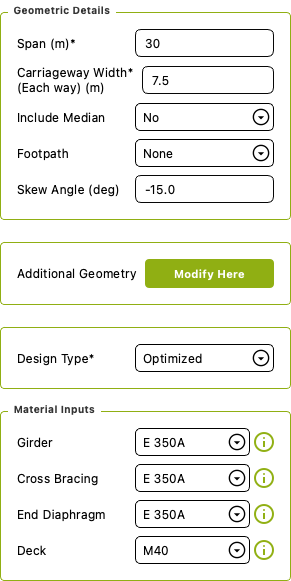 Geometric Details
Span (m)* 30
Carriageway Width*
(Each way) (m) 7.5
Include Median No
Footpath None
Skew Angle (deg) -15.0
Additional Geometry Modify Here
Design Type* Optimized
Material Inputs
Girder E 350A
Cross Bracing E 350A
End Diaphragm E 350A
Deck M40